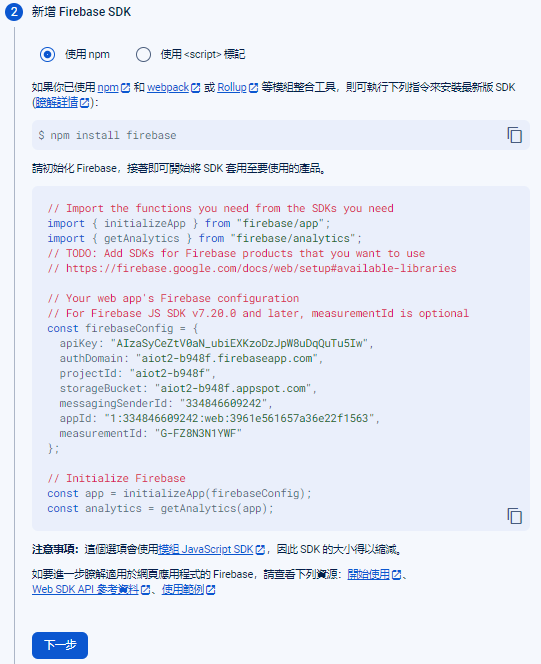 2 新增 Firebase SDK
使用 npm 使用 <script> 標記
如果你已使用 npm 和 webpack 或 Rollup 等模組整合工具，則可執行下列指令來安裝最新版 SDK
(瞭解詳情)：
$ npm install firebase
請初始化 Firebase，接著即可開始將 SDK 套用至要使用的產品。
// Import the functions you need from the SDKs you need
import { initializeApp } from "firebase/app";
import { getAnalytics } from "firebase/analytics";
// TODO: Add SDKs for Firebase products that you want to use
// https://firebase.google.com/docs/web/setup#available-libraries
// Your web app's Firebase configuration
// For Firebase JS SDK v7.20.0 and later, measurementId is optional
const firebaseConfig = {
apiKey: "AIzaSyCeZtV0aN_ubiEXKzoDzJpW8uDqQuTu5Iw",
authDomain: "aiot2-b948f.firebaseapp.com",
projectId: "aiot2-b948f",
storageBucket: "aiot2-b948f.appspot.com",
messagingSenderId: "334846609242",
appId: "1:334846609242:web:3961e561657a36e22f1563",
measurementId: "G-FZ8N3N1YWF"
};
// Initialize Firebase
const app = initializeApp(firebaseConfig);
const analytics = getAnalytics(app);
注意事項：這個選項會使用模組 JavaScript SDK，因此 SDK 的大小得以縮減。
如要進一步瞭解適用於網頁應用程式的 Firebase，請查看下列資源：開始使用、
Web SDK API 參考資料、使用範例
下一步